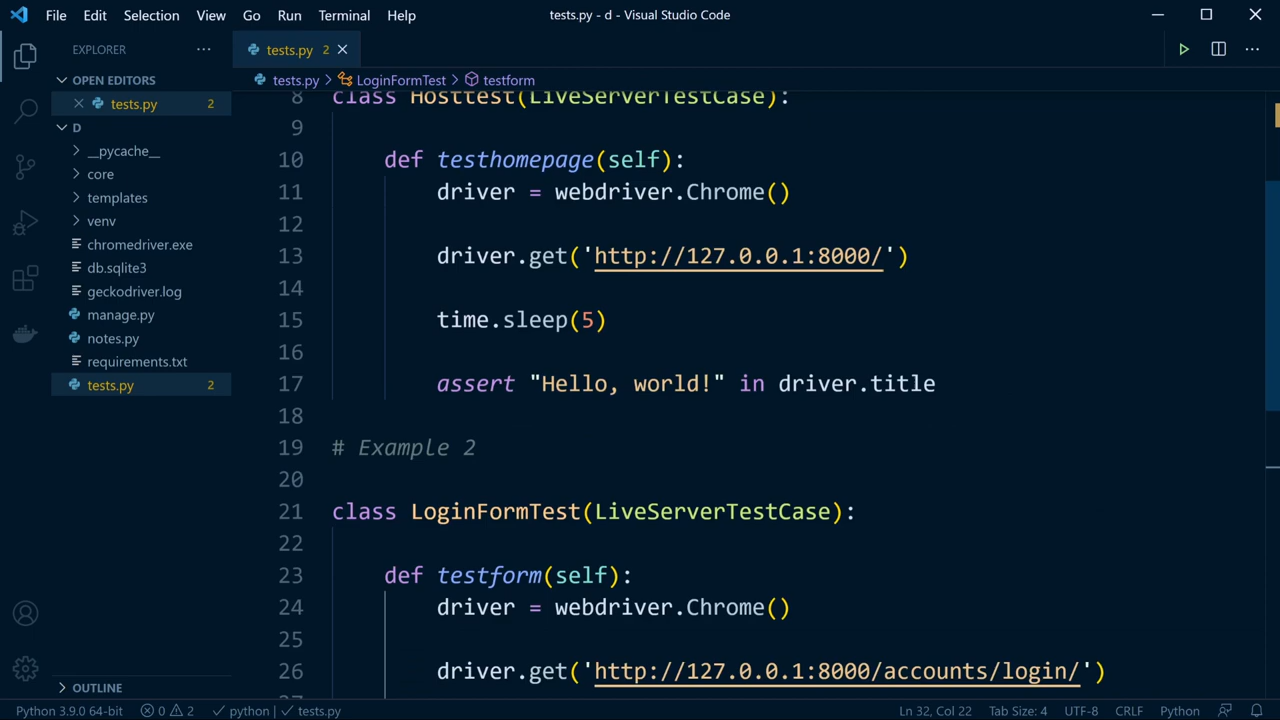 File Edit Selection View Go Run Terminal Help
tests.py - d - Visual Studio Code
EXPLORER
OPEN EDITORS
tests.py 2
D
__pycache__
core
templates
venv
chromedriver.exe
db.sqlite3
geckodriver.log
manage.py
notes.py
requirements.txt
tests.py 2
OUTLINE
tests.py 2
tests.py > LoginFormTest > testform
8 class Hosttest(LiveServerTestCase):
9
10 def testhomepage(self):
11 driver = webdriver.Chrome()
12
13 driver.get('http://127.0.0.1:8000/')
14
15 time.sleep(5)
16
17 assert "Hello, world!" in driver.title
18
19 # Example 2
20
21 class LoginFormTest(LiveServerTestCase):
22
23 def testform(self):
24 driver = webdriver.Chrome()
25
26 driver.get('http://127.0.0.1:8000/accounts/login/')
27
Python 3.9.0 64-bit 0 2 python | tests.py Ln 32, Col 22 Tab Size: 4 UTF-8 CRLF Python